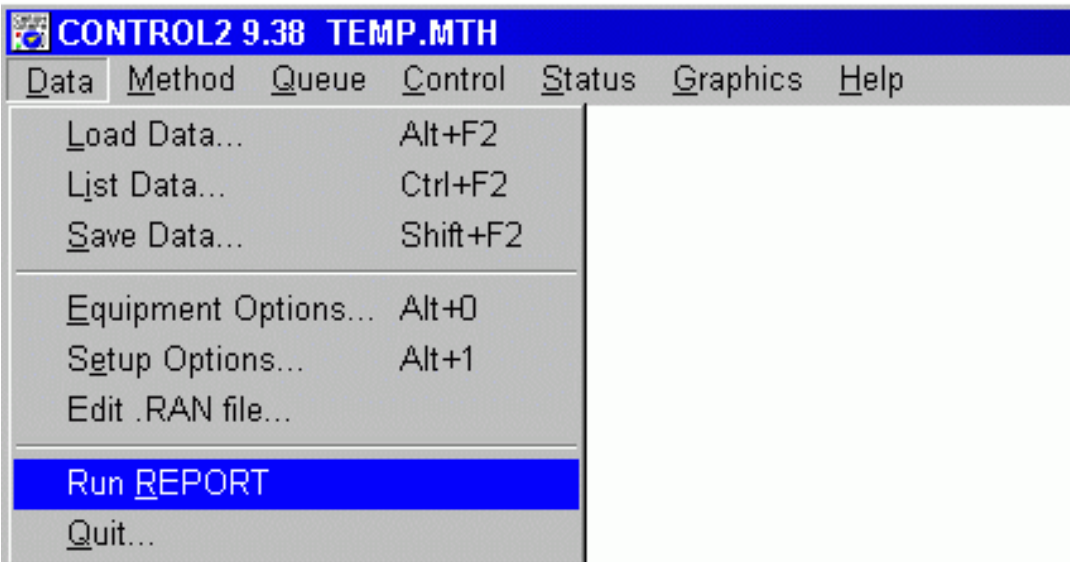 CONTROL2 9.38 TEMP.MTH
Data Method Queue Control Status Graphics Help
Load Data... Alt+F2
List Data... Ctrl+F2
Save Data... Shift+F2
Equipment Options... Alt+0
Setup Options... Alt+1
Edit .RAN file...
Run REPORT
Quit...